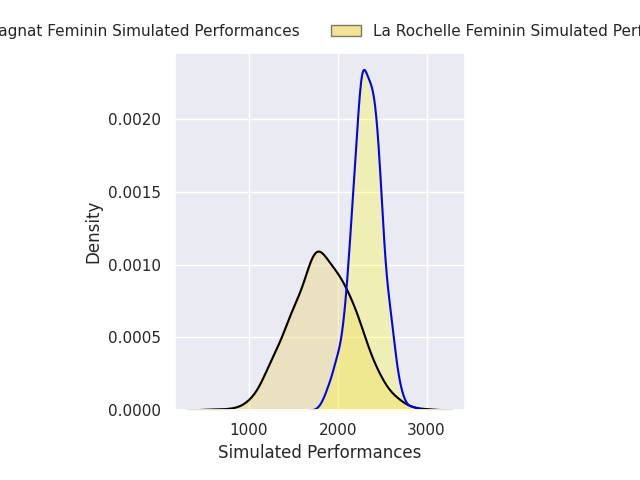 agnat Feminin Simulated Performances La Rochelle Feminin Simulated Perf
0.0020
0.0015
0.0010
0.0005
0.0000
Density
1000 2000 3000
Simulated Performances